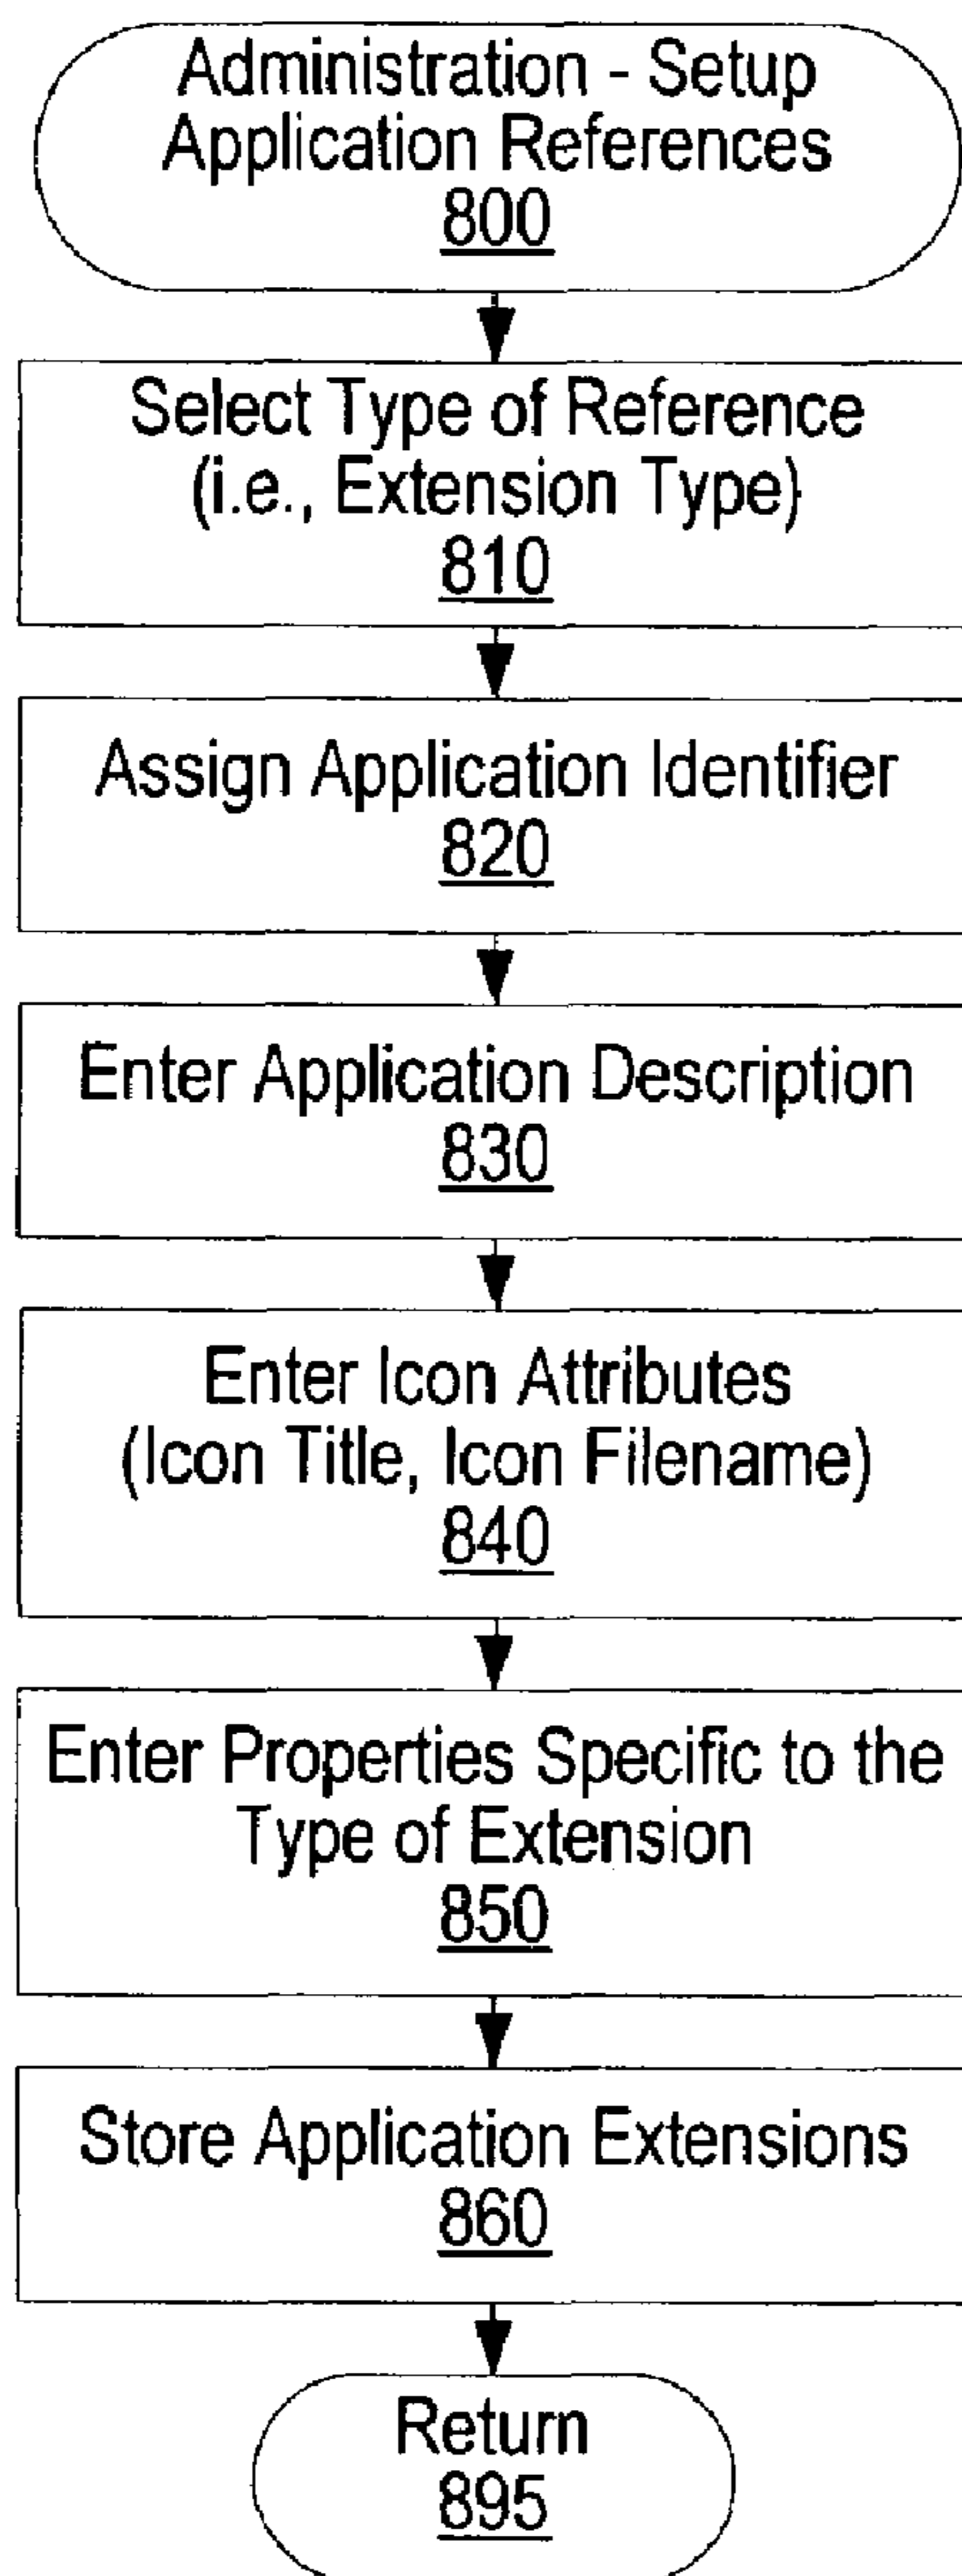 Administration - Setup
Application References
800
Select Type of Reference
(i.e., Extension Type)
810
Assign Application Identifier
820
Enter Application Description
830
Enter Icon Attributes
(Icon Title, Icon Filename)
840
Enter Properties Specific to the
Type of Extension
850
Store Application Extensions
860
Return
895